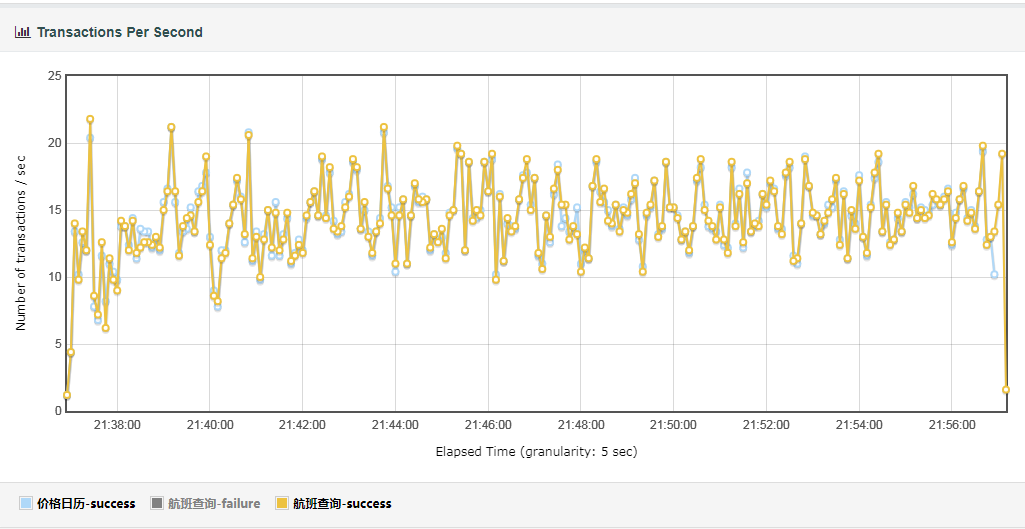 Transactions Per Second
25
20
15
10
5
0
Number of transactions / sec
21:38:00 21:40:00 21:42:00 21:44:00 21:46:00 21:48:00 21:50:00 21:52:00 21:54:00 21:56:00
Elapsed Time (granularity: 5 sec)
价格日历-success 航班查询-failure 航班查询-success